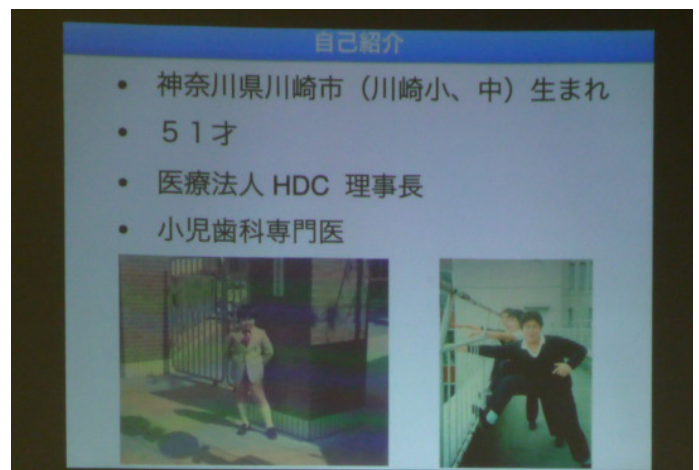 自己紹介
• 神奈川県川崎市（川崎小、中）生まれ
• ５１才
• 医療法人 HDC 理事長
• 小児歯科専門医